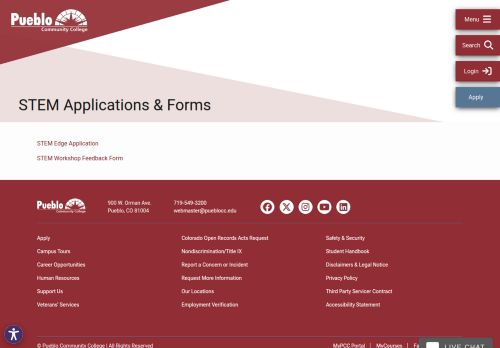 Pueblo
Community College
Menu
Search
Login
Apply
STEM Applications & Forms
STEM Edge Application
STEM Workshop Feedback Form
Pueblo
Community College
900 W. Orman Ave.
Pueblo, CO 81004
719-549-3200
webmaster@pueblocc.edu
Apply
Campus Tours
Career Opportunities
Human Resources
Support Us
Veterans' Services
Colorado Open Records Acts Request
Nondiscrimination/Title IX
Report a Concern or Incident
Request More Information
Our Locations
Employment Verification
Safety & Security
Student Handbook
Disclaimers & Legal Notice
Privacy Policy
Third Party Servicer Contract
Accessibility Statement
© Pueblo Community College | All Rights Reserved
MyPCC Portal | MyCourses |
LIVE CHAT